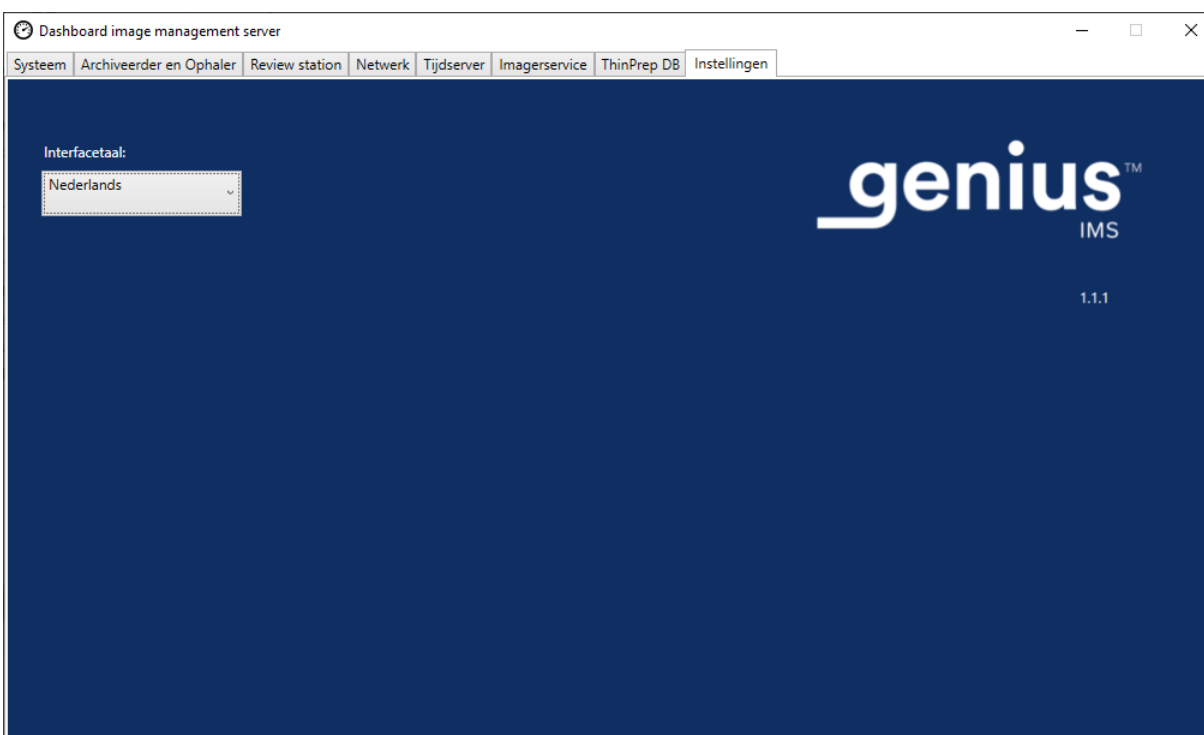 Dashboard image management server
Systeem Archiveerder en Ophaler Review station Netwerk Tijdserver Imagerservice ThinPrep DB Instellingen
Interfacetaal:
Nederlands
genius™
IMS
1.1.1